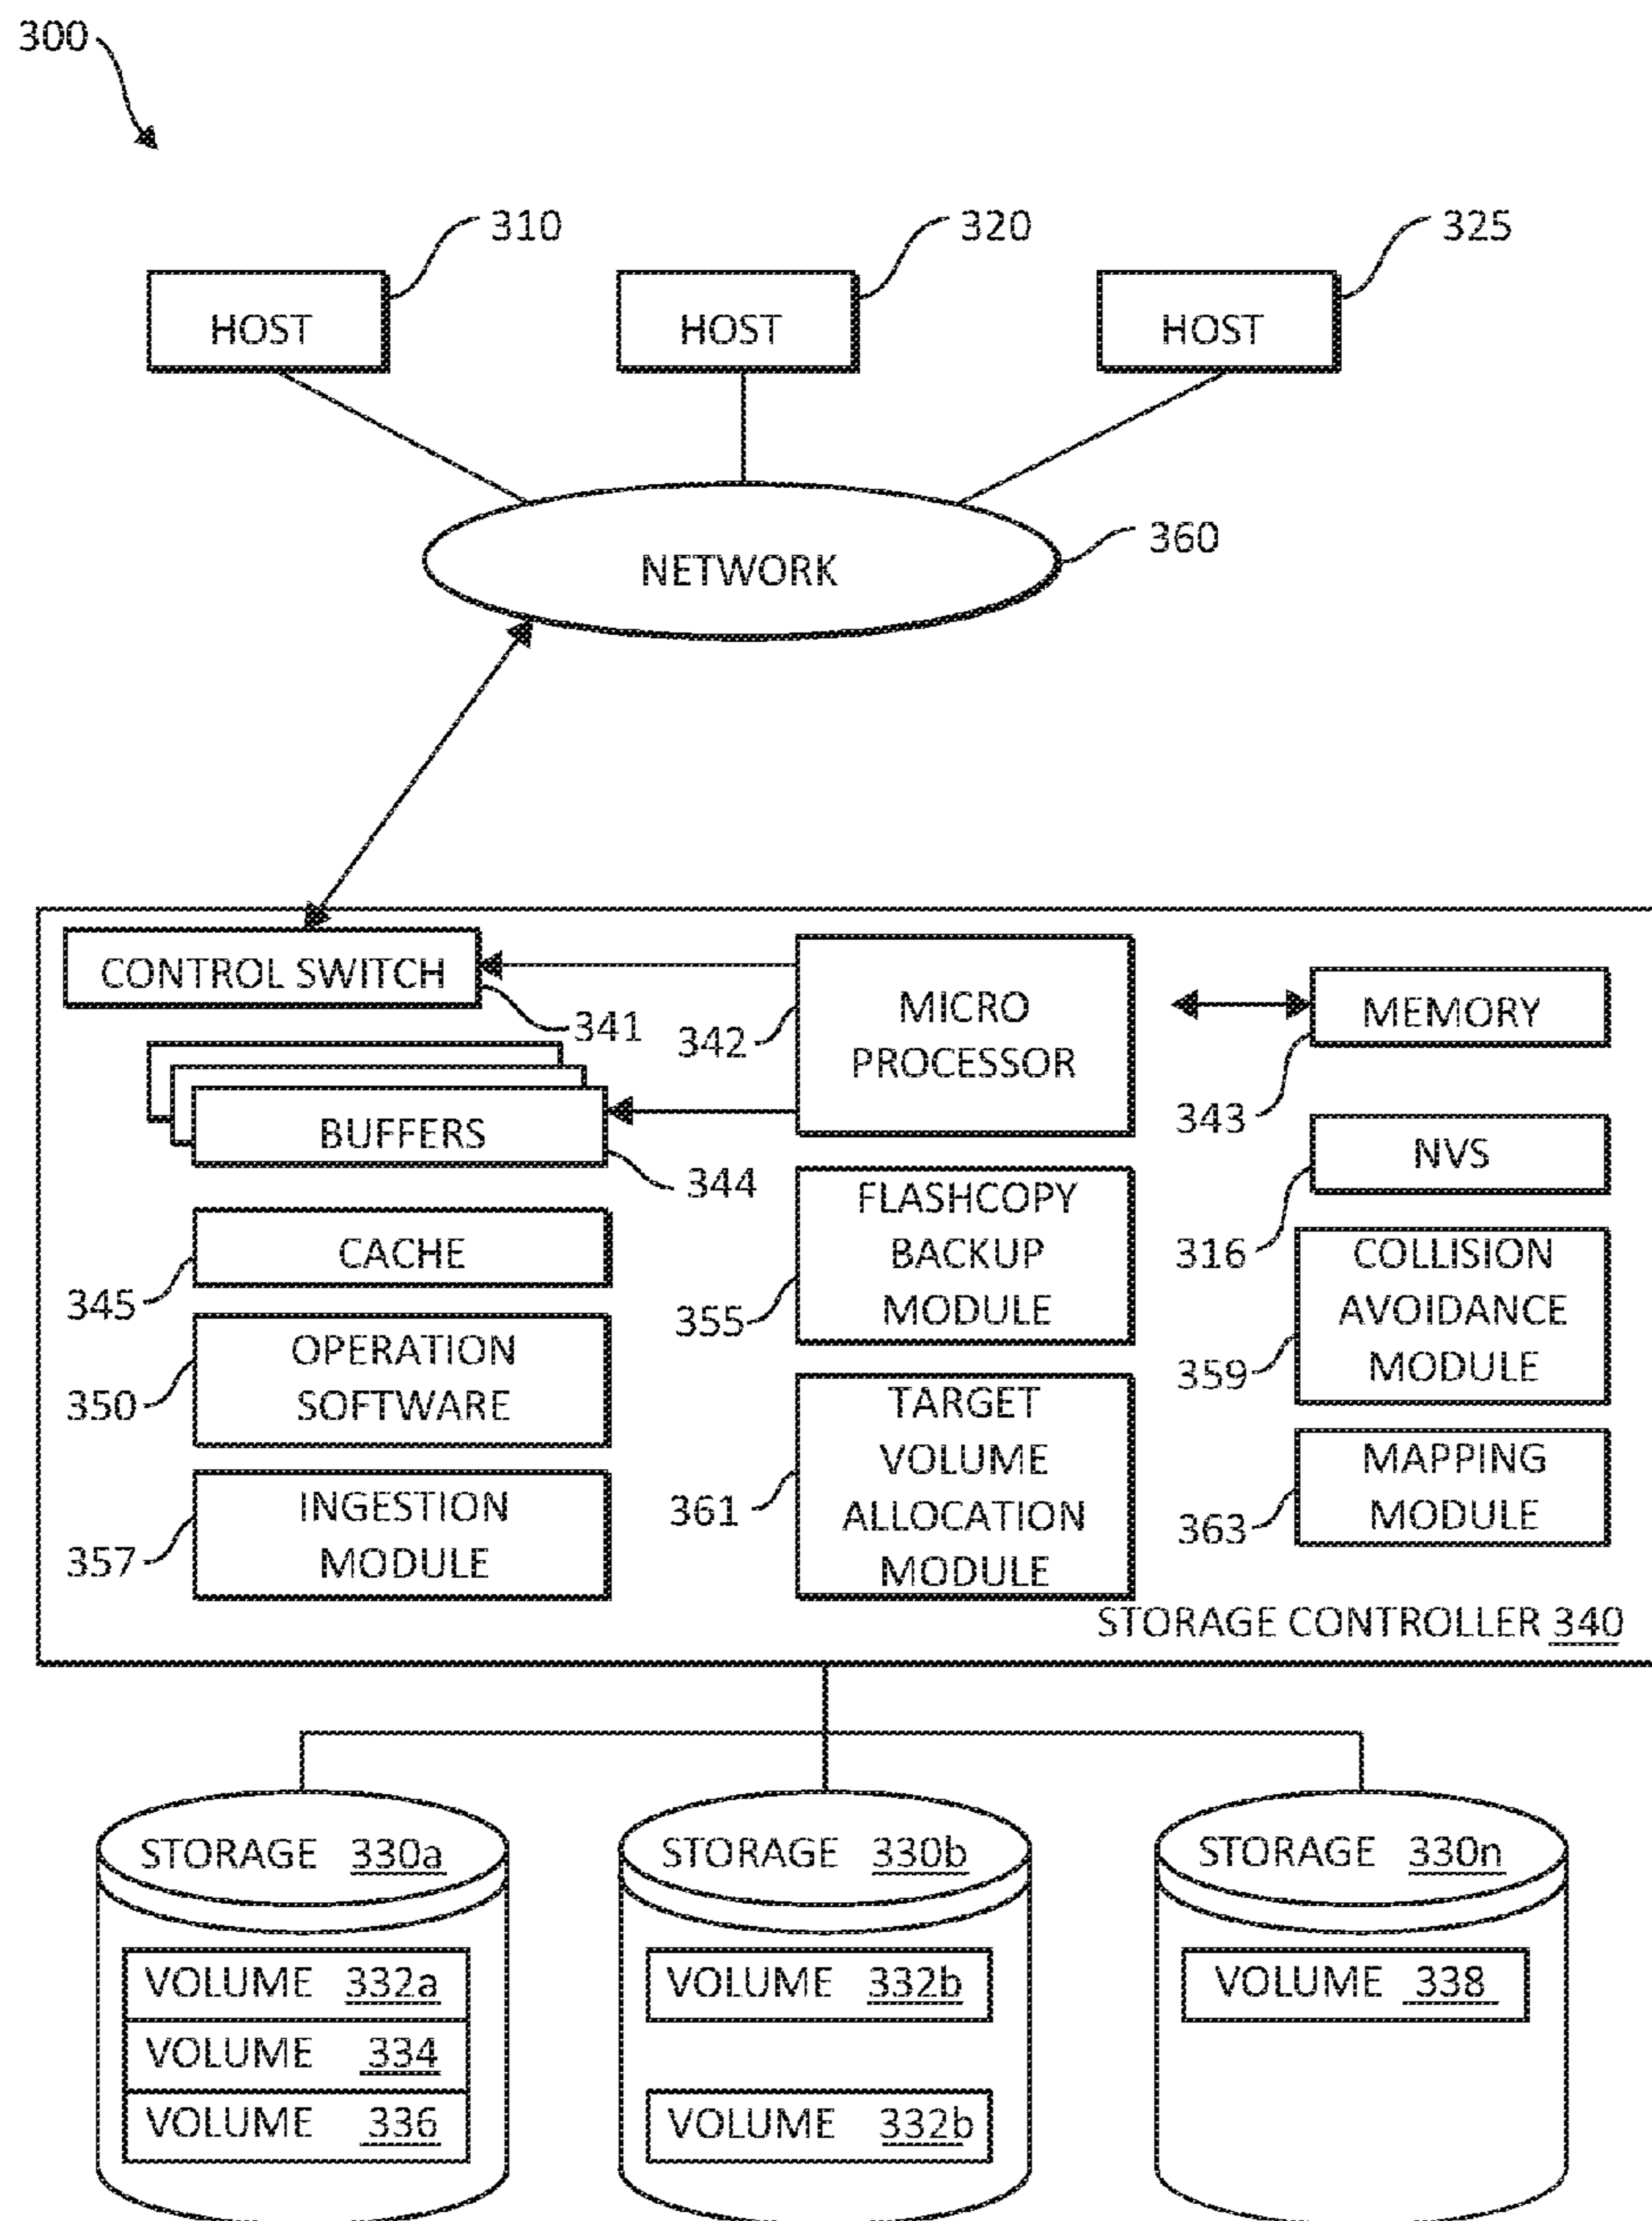 300
310
320
325
HOST
HOST
HOST
360
NETWORK
CONTROL SWITCH
341
342
MICRO
PROCESSOR
MEMORY
343
BUFFERS
344
NVS
316
CACHE
345
FLASHCOPY
BACKUP
MODULE
355
COLLISION
AVOIDANCE
MODULE
359
OPERATION
SOFTWARE
350
TARGET
VOLUME
ALLOCATION
MODULE
361
MAPPING
MODULE
363
INGESTION
MODULE
357
STORAGE CONTROLLER 340
STORAGE 330a
VOLUME 332a
VOLUME 334
VOLUME 336
STORAGE 330b
VOLUME 332b
VOLUME 332b
STORAGE 330n
VOLUME 338